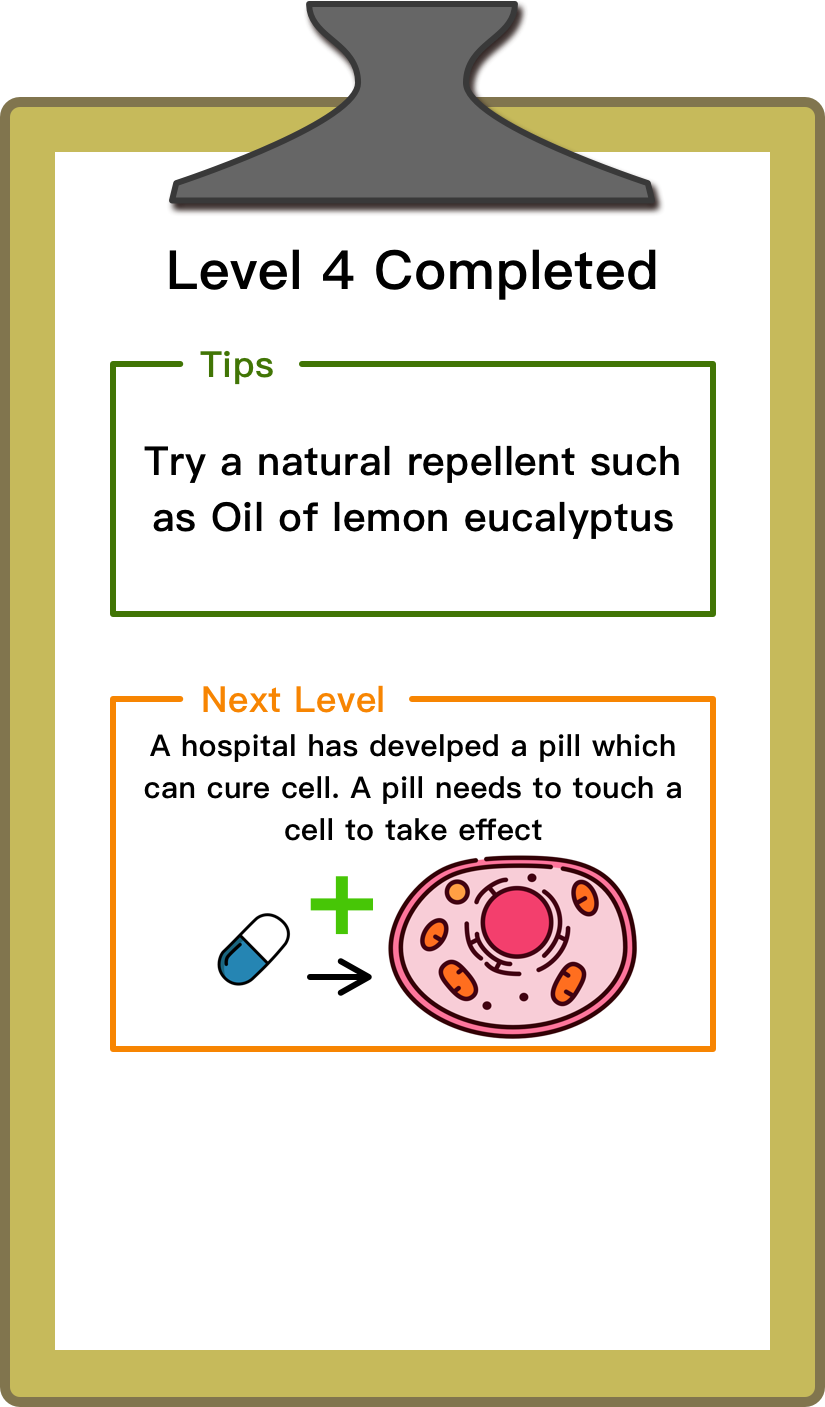 Level 4 Completed
Tips
Try a natural repellent such
as Oil of lemon eucalyptus
Next Level
A hospital has develped a pill which
can cure cell. A pill needs to touch a
cell to take effect